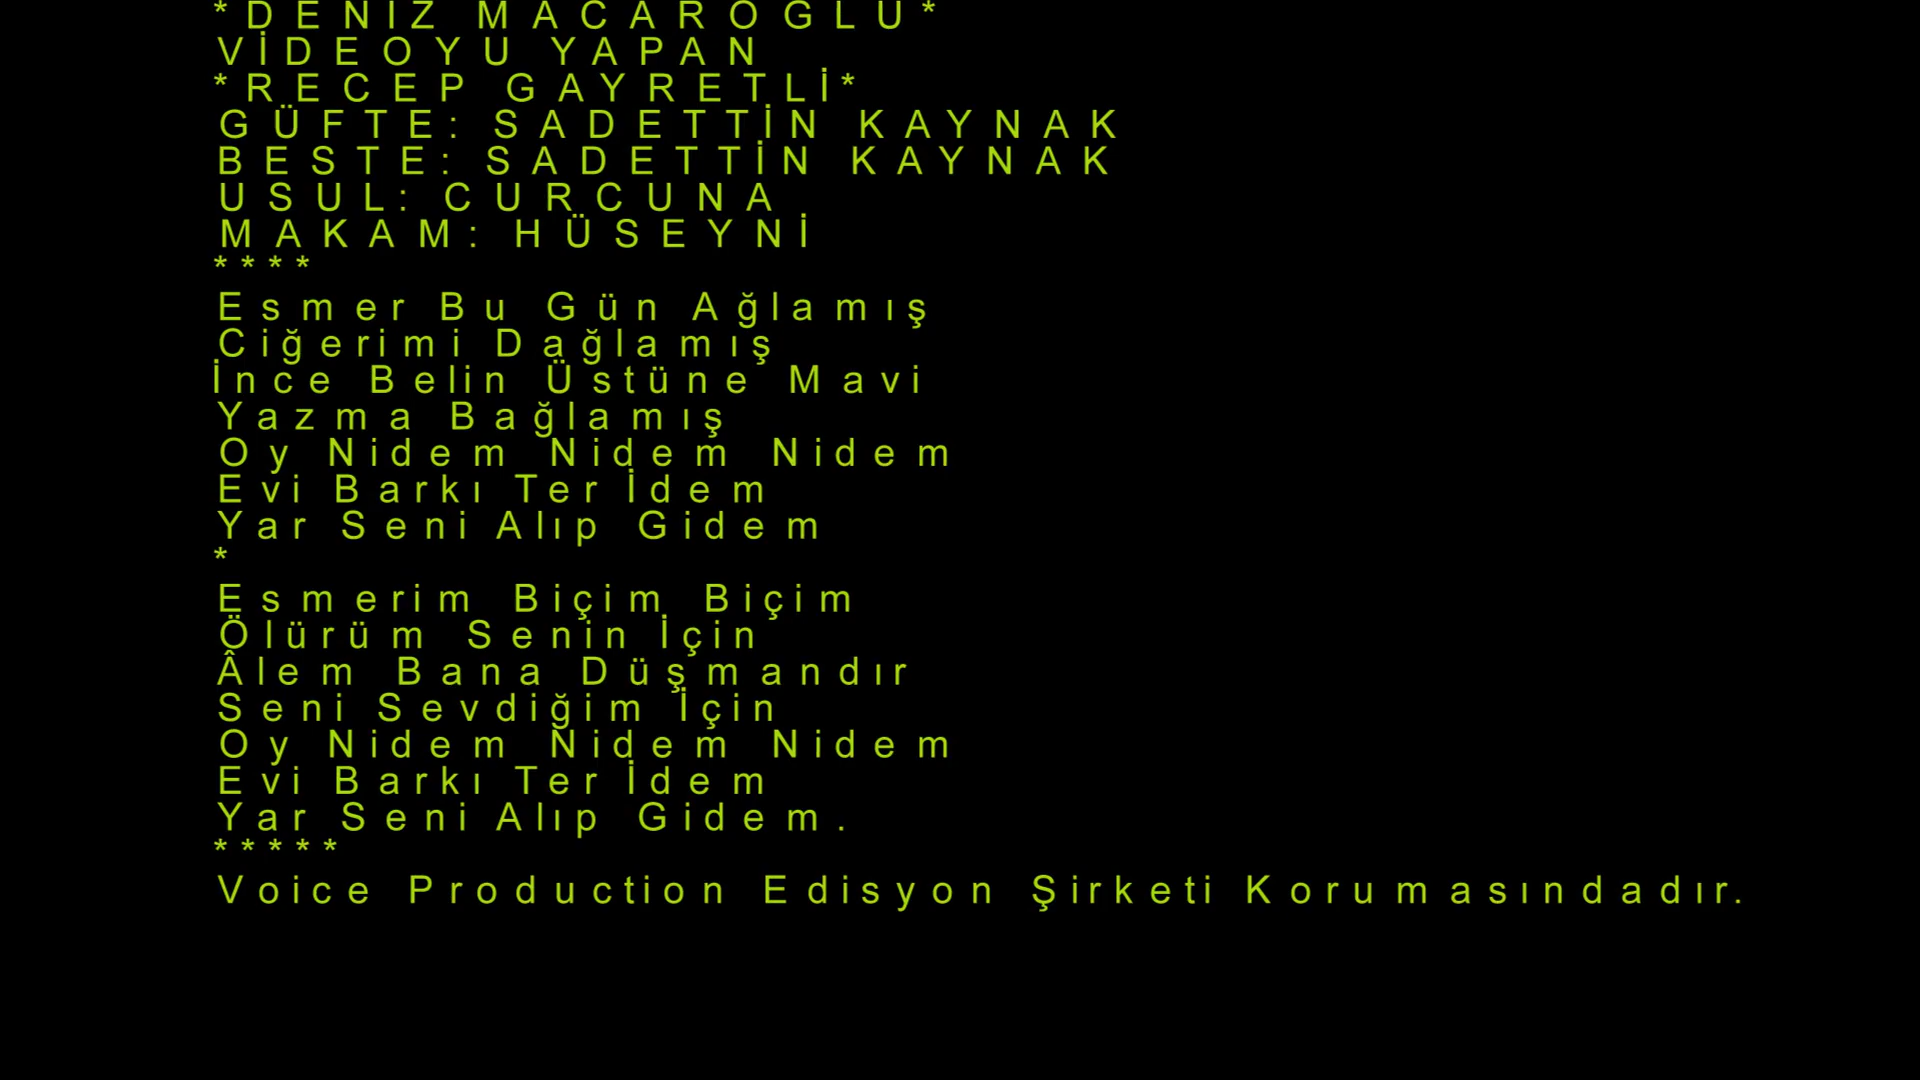 *DENİZ MACAROĞLU*
VİDEOYU YAPAN
*RECEP GAYRETLİ*
GÜFTE: SADETTİN KAYNAK
BESTE: SADETTİN KAYNAK
USUL: CURCUNA
MAKAM: HÜSEYNİ
****
Esmer Bu Gün Ağlamış
Ciğerimi Dağlamış
İnce Belin Üstüne Mavi
Yazma Bağlamış
Oy Nidem Nidem Nidem
Evi Barkı Ter İdem
Yar Seni Alıp Gidem
*
Esmerim Biçim Biçim
Ölürüm Senin İçin
Âlem Bana Düşmandır
Seni Sevdiğim İçin
Oy Nidem Nidem Nidem
Evi Barkı Ter İdem
Yar Seni Alıp Gidem.
*****
Voice Production Edisyon Şirketi Korumasındadır.